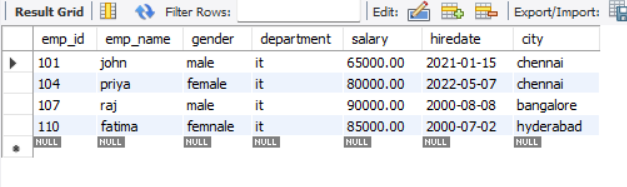 Result Grid Filter Rows: Edit: Export/Import:
emp_id emp_name gender department salary hiredate city
101 john male it 65000.00 2021-01-15 chennai
104 priya female it 80000.00 2022-05-07 chennai
107 raj male it 90000.00 2000-08-08 bangalore
110 fatima femnale it 85000.00 2000-07-02 hyderabad
NULL NULL NULL NULL NULL NULL NULL